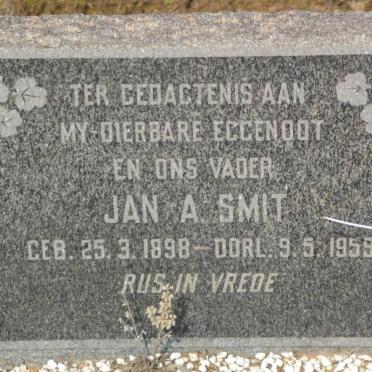 TER GEDAGTENIS AAN
MY DIERBARE EGGENOOT
EN ONS VADER
JAN A SMIT
GEB. 25. 3. 1898 — OORL. 9. 5. 1959
RUS IN VREDE